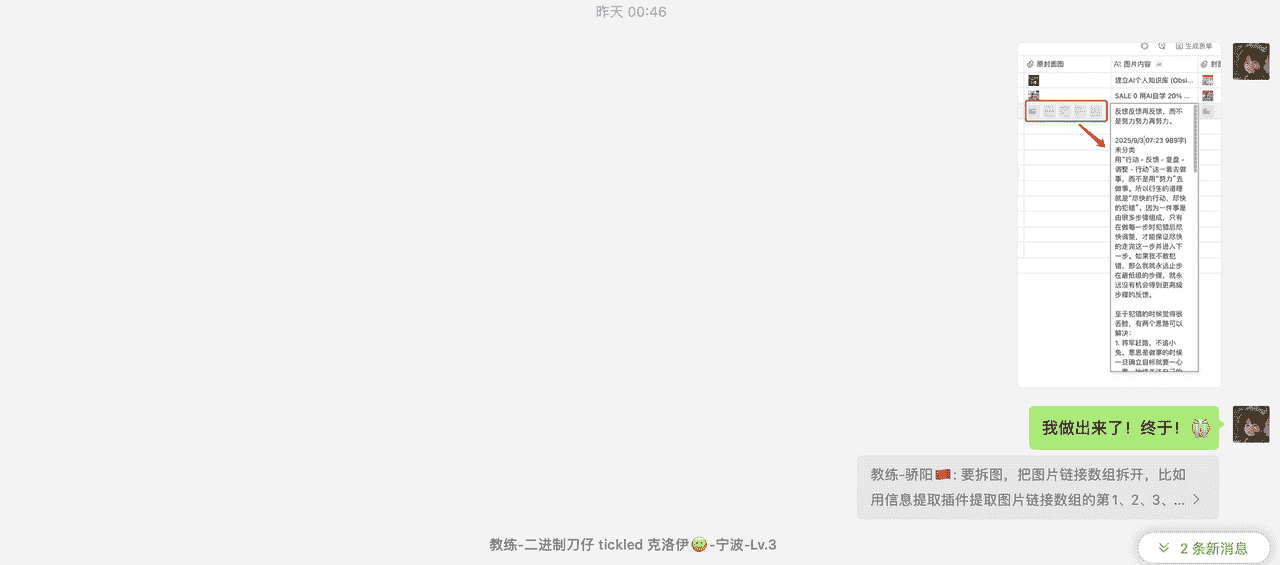 昨天 00:46
生成表单
原封面图
图片内容
建立AI个人知识库 (Obsi...
SALE 0 用AI自学 20% ...
反馈反馈再反馈，而不
是努力努力再努力。
2025/9/3 07:23 989字|
未分类
用“行动 - 反馈 - 复盘 -
调整 - 行动”这一套去做
事，而不是用“努力”去
做事。所以衍生的道理
就是“尽快的行动，尽快
的犯错”。因为一件事是
由很多步骤组成，只有
在做每一步时犯错后尽
快调整，才能保证尽快
的走完这一步并进入下
一步。如果我不敢犯
错，那么我就永远止步
在最低级的步骤，就永
远没有机会得到更高级
步骤的反馈。
至于犯错的时候觉得很
丢脸，有两个思路可以
解决：
1. 将军赶路，不追小
兔。意思是做事的时候
一旦确立目标就要一心
我做出来了！终于！
教练-骄阳🇨🇳: 要拆图，把图片链接数组拆开，比如
用信息提取插件提取图片链接数组的第1、2、3、...
教练-二进制刀仔 tickled 克洛伊🍉-宁波-Lv.3
2 条新消息